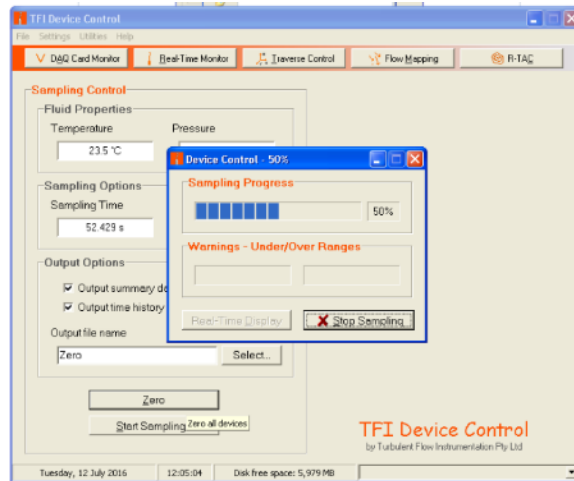 TFI Device Control
File Settings Utilities Help
DAQ Card Monitor Real-Time Monitor Traverse Control Flow Mapping R-TAC
Sampling Control
Fluid Properties
Temperature Pressure
23.5 °C
Sampling Options
Sampling Time
52.429 s
Output Options
Output summary da
Output time history
Output file name
Zero Select...
Zero
Start Sampling
Zero all devices
Device Control - 50%
Sampling Progress
50%
Warnings - Under/Over Ranges
Real-Time Display Stop Sampling
TFI Device Control
by Turbulent Flow Instrumentation Pty Ltd
Tuesday, 12 July 2016 12:05:04 Disk free space: 5,979 MB